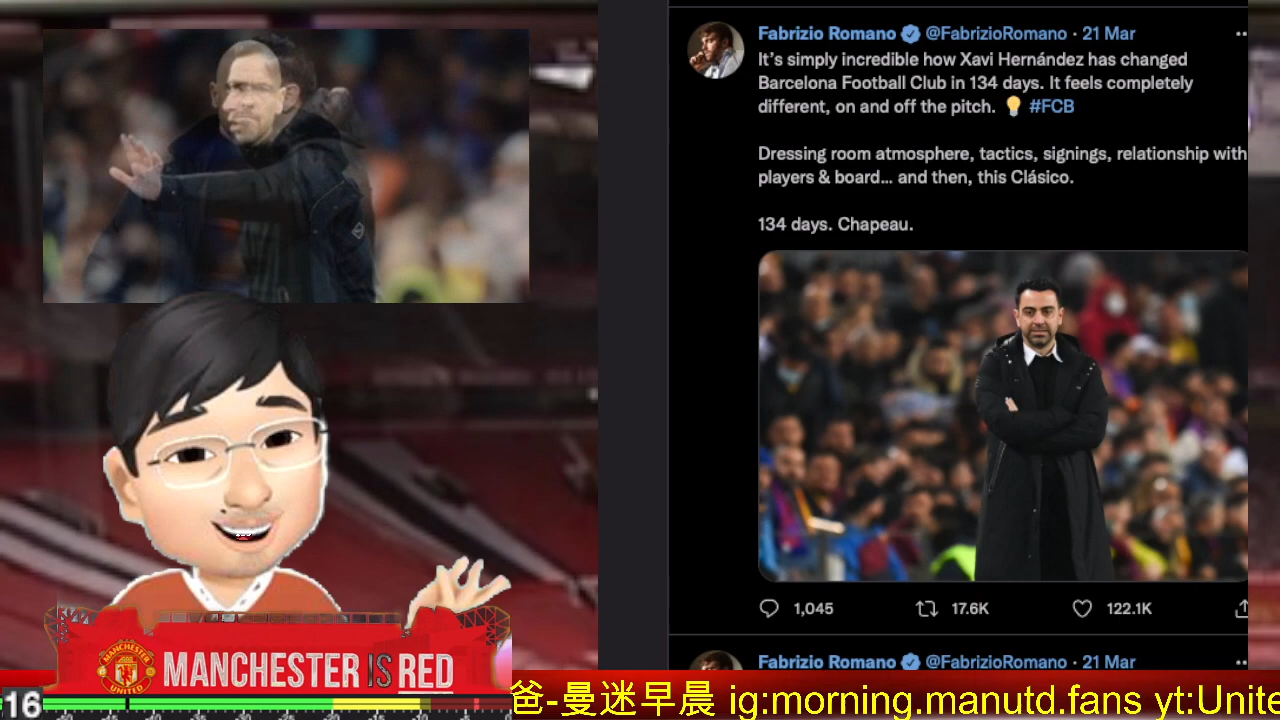 Fabrizio Romano @FabrizioRomano · 21 Mar
It's simply incredible how Xavi Hernández has changed
Barcelona Football Club in 134 days. It feels completely
different, on and off the pitch. 💡 #FCB
Dressing room atmosphere, tactics, signings, relationship with
players & board... and then, this Clásico.
134 days. Chapeau.
1,045 17.6K 122.1K
Fabrizio Romano @FabrizioRomano · 21 Mar
MANCHESTER UNITED
MANCHESTER IS RED
16
爸-曼迷早晨 ig:morning.manutd.fans yt:Unite